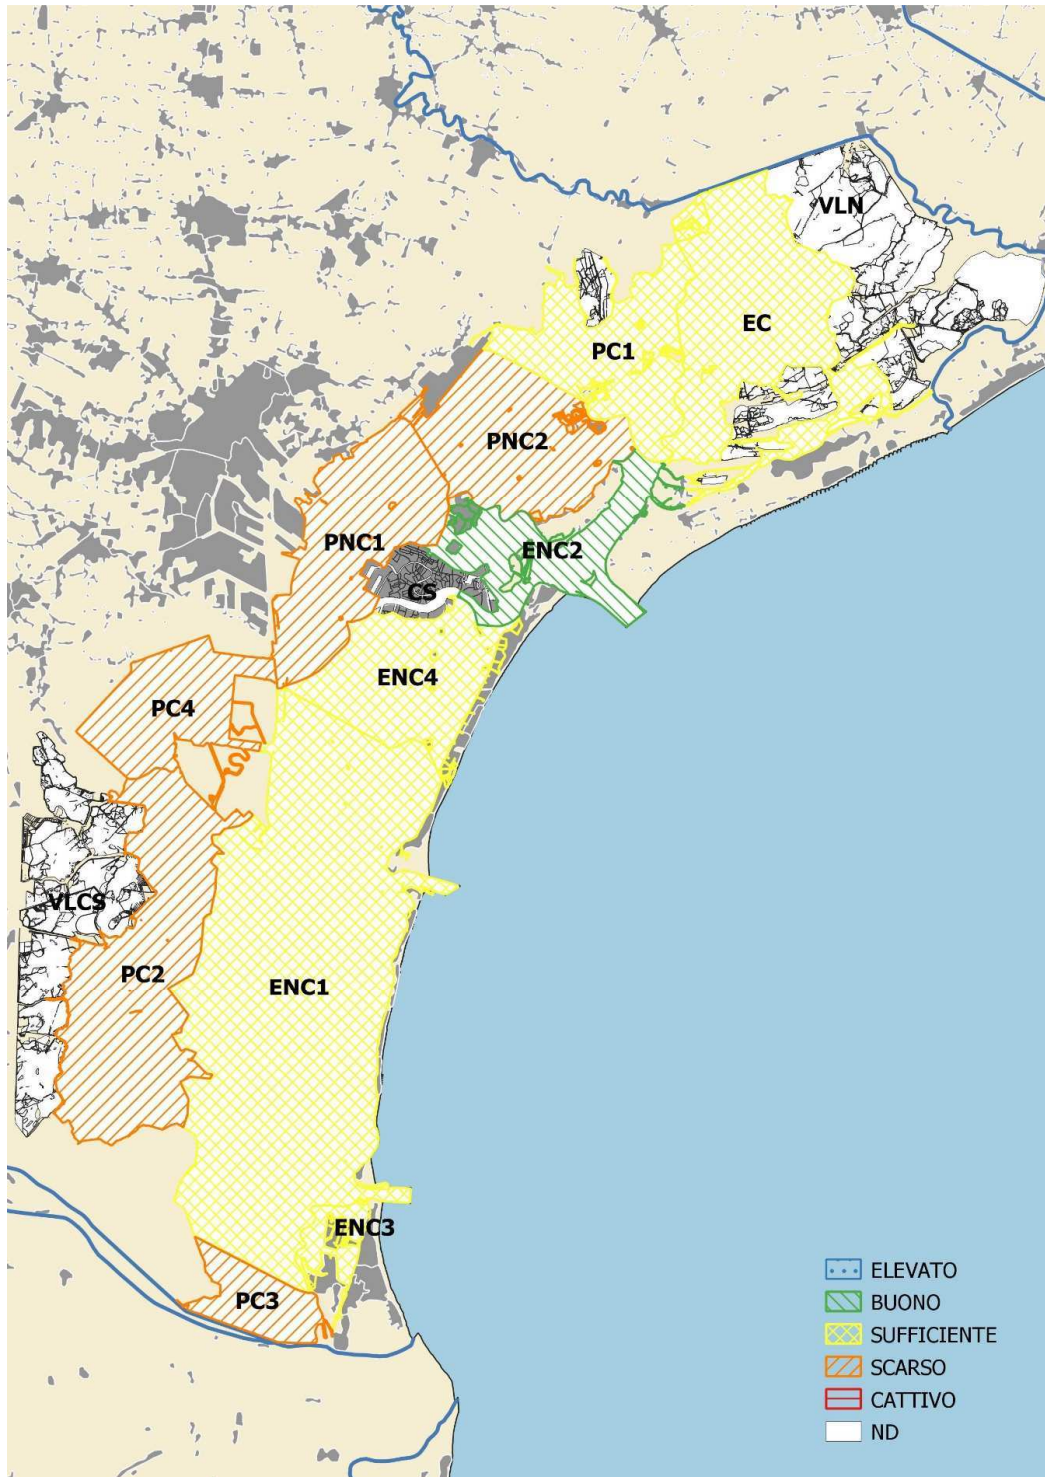 VLN
EC
PC1
PNC2
PNC1
ENC2
CS
ENC4
PC4
VLCS
PC2
ENC1
ENC3
PC3
ELEVATO
BUONO
SUFFICIENTE
SCARSO
CATTIVO
ND